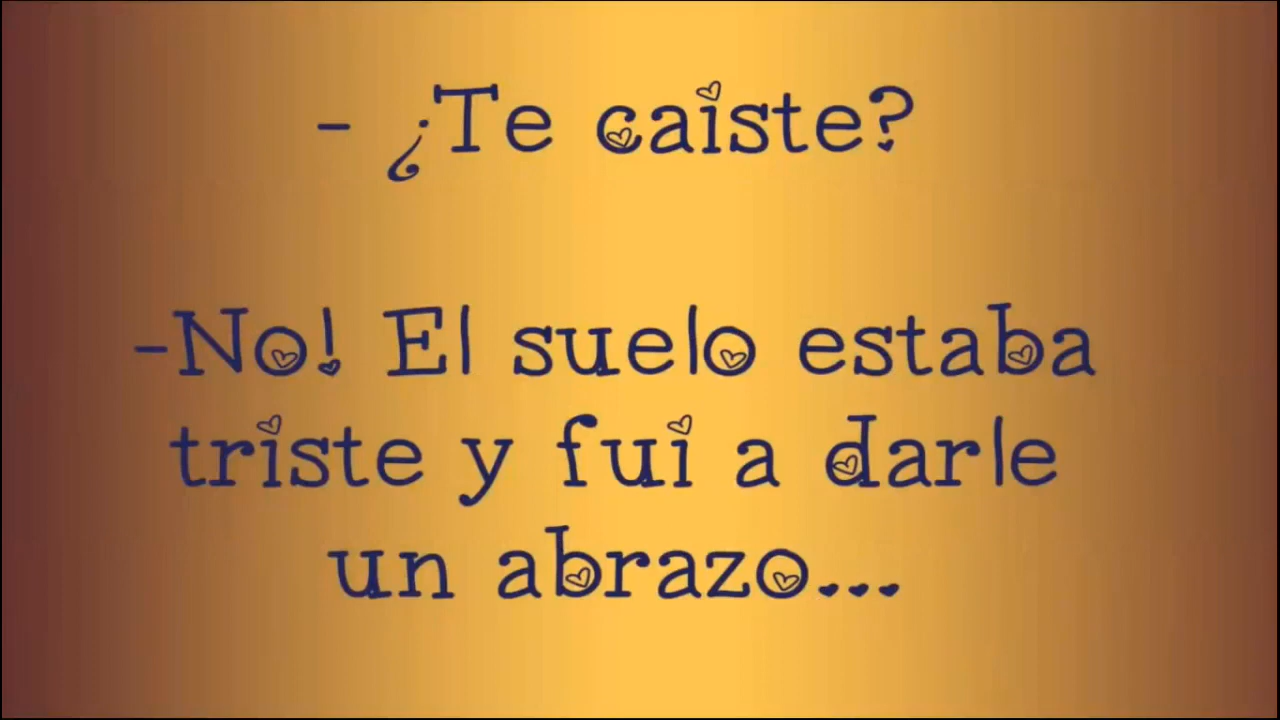 - ¿Te caiste?
-No! El suelo estaba
triste y fui a darle
un abrazo...